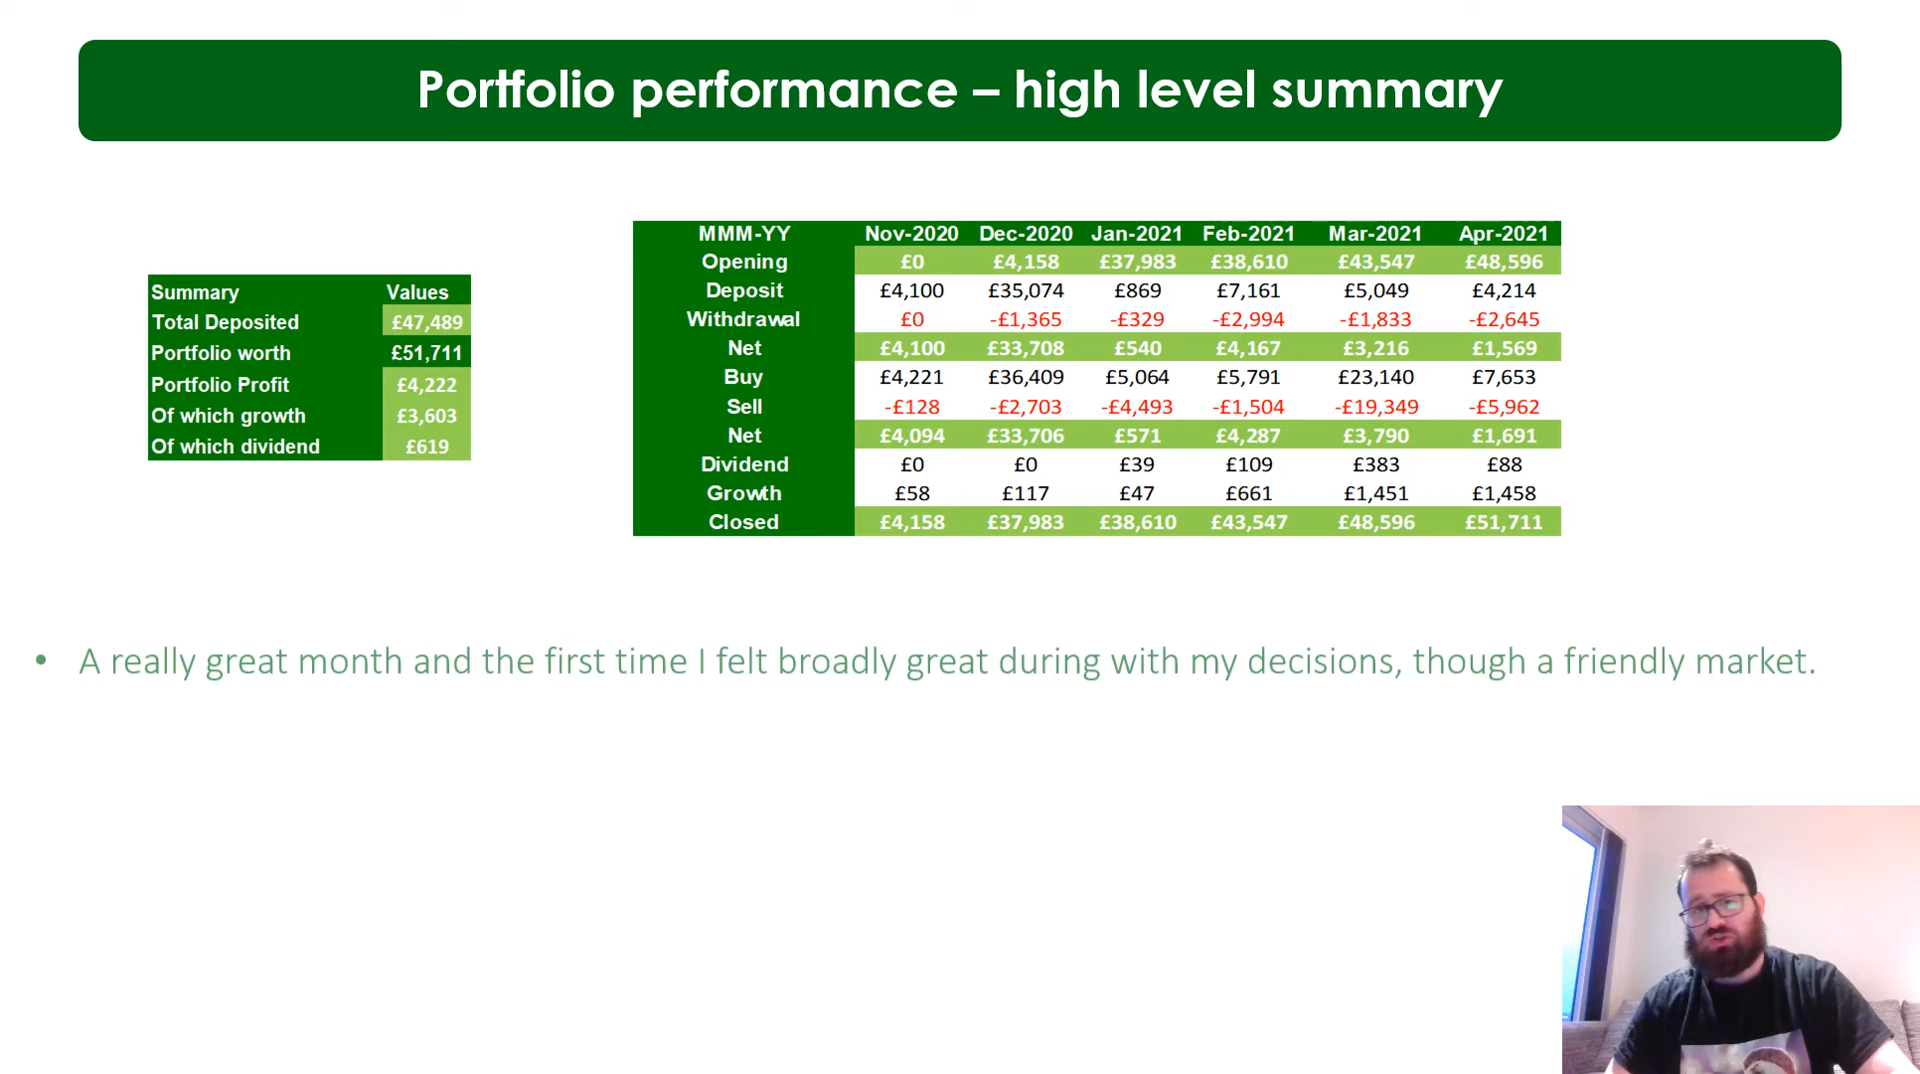 Portfolio performance – high level summary
Summary Values
Total Deposited £47,489
Portfolio worth £51,711
Portfolio Profit £4,222
Of which growth £3,603
Of which dividend £619
MMM-YY Nov-2020 Dec-2020 Jan-2021 Feb-2021 Mar-2021 Apr-2021
Opening £0 £4,158 £37,983 £38,610 £43,547 £48,596
Deposit £4,100 £35,074 £869 £7,161 £5,049 £4,214
Withdrawal £0 -£1,365 -£329 -£2,994 -£1,833 -£2,645
Net £4,100 £33,708 £540 £4,167 £3,216 £1,569
Buy £4,221 £36,409 £5,064 £5,791 £23,140 £7,653
Sell -£128 -£2,703 -£4,493 -£1,504 -£19,349 -£5,962
Net £4,094 £33,706 £571 £4,287 £3,790 £1,691
Dividend £0 £0 £39 £109 £383 £88
Growth £58 £117 £47 £661 £1,451 £1,458
Closed £4,158 £37,983 £38,610 £43,547 £48,596 £51,711
• A really great month and the first time I felt broadly great during with my decisions, though a friendly market.